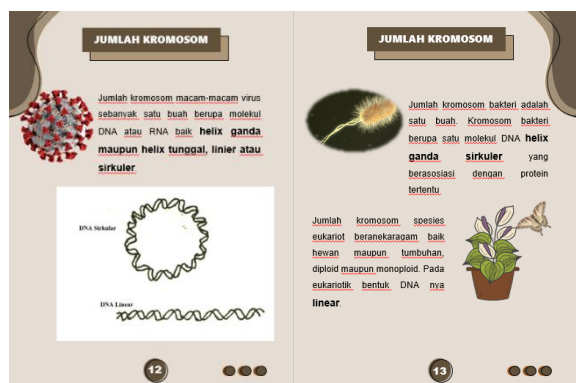 JUMLAH KROMOSOM
Jumlah kromosom macam-macam virus
sebanyak satu buah berupa molekul
DNA atau RNA baik helix ganda
maupun helix tunggal, linier atau
sirkuler.
DNA Sirkular
DNA Linear
12
JUMLAH KROMOSOM
Jumlah kromosom bakteri adalah
satu buah. Kromosom bakteri
berupa satu molekul DNA helix
ganda sirkuler yang
berasosiasi dengan protein
tertentu
Jumlah kromosom spesies
eukariot beranekaragam baik
hewan maupun tumbuhan,
diploid maupun monoploid. Pada
eukariotik bentuk DNA nya
linear.
13